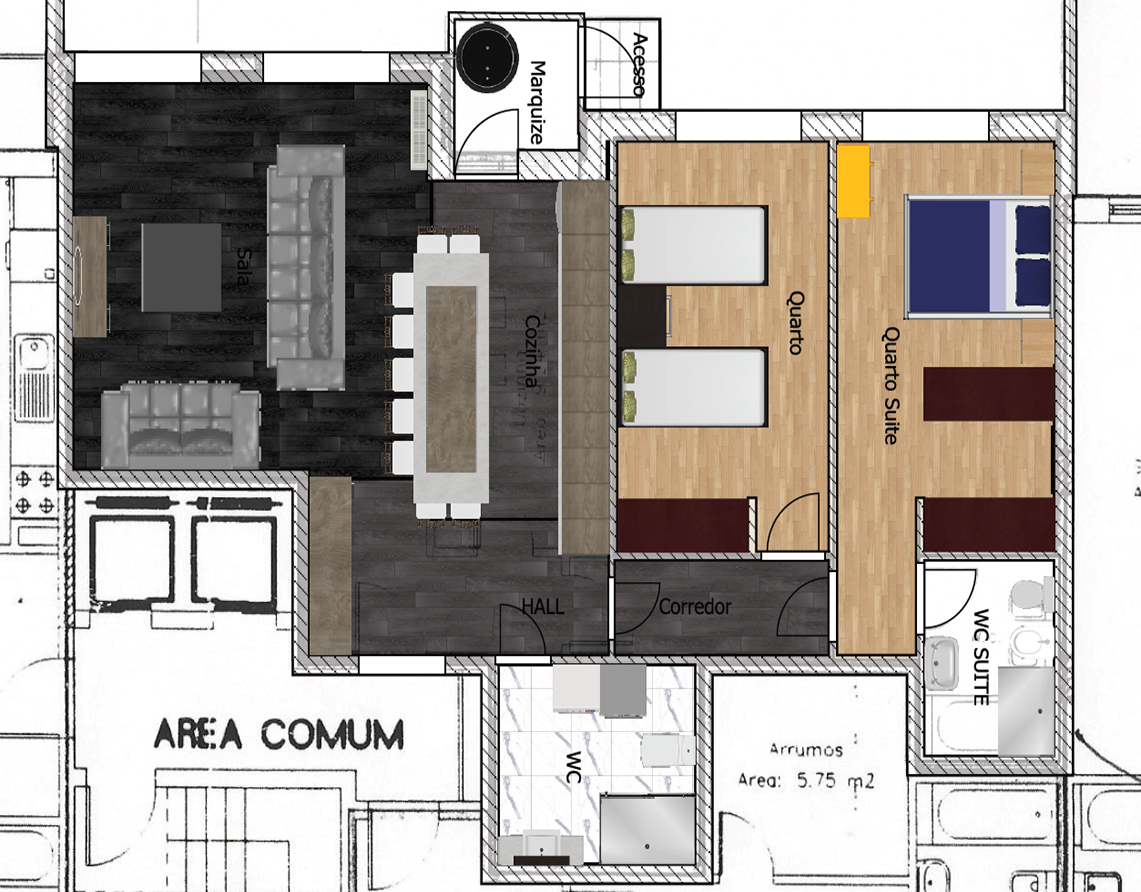 Acesso
Marquize
Sala
Cozinha
Quarto
Quarto Suite
HALL
Corredor
WC SUITE
AREA COMUM
WC
Arrumos
Area: 5.75 m2